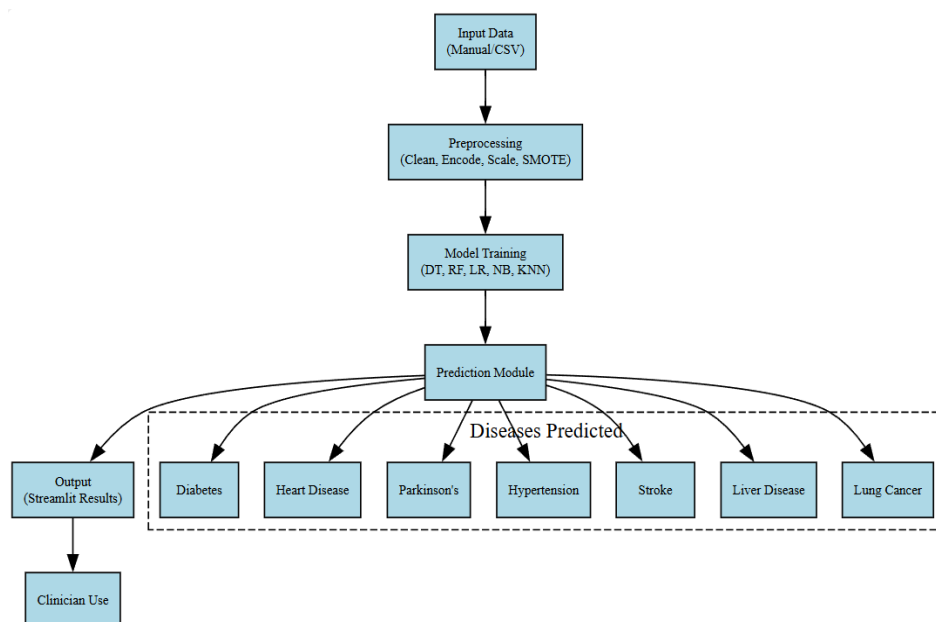 Input Data
(Manual/CSV)
Preprocessing
(Clean, Encode, Scale, SMOTE)
Model Training
(DT, RF, LR, NB, KNN)
Prediction Module
Diseases Predicted
Output
(Streamlit Results)
Diabetes
Heart Disease
Parkinson's
Hypertension
Stroke
Liver Disease
Lung Cancer
Clinician Use